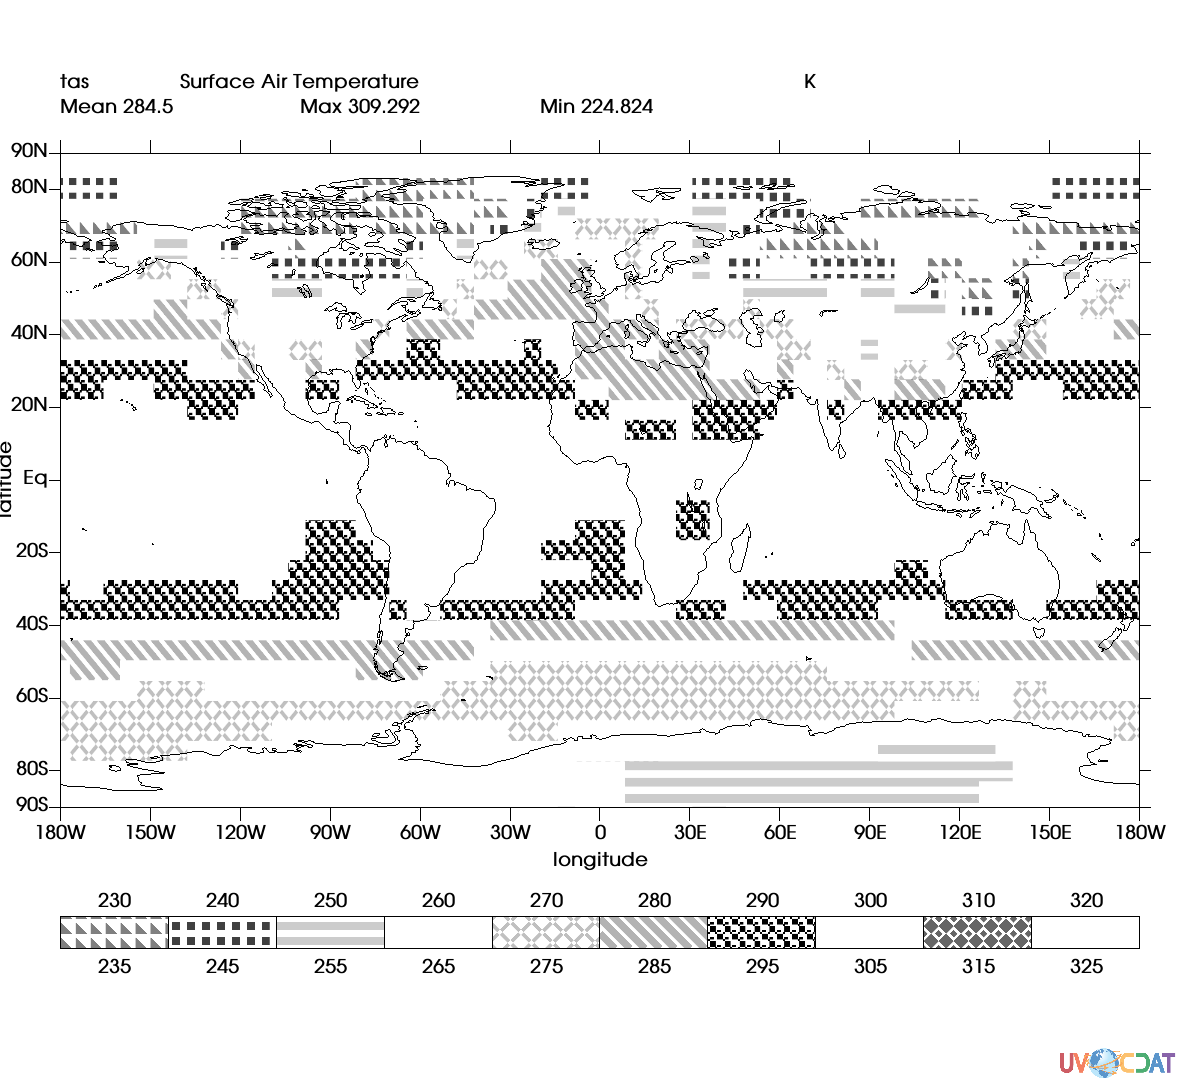 tas Surface Air Temperature K
Mean 284.5 Max 309.292 Min 224.824
90N
80N
60N
40N
20N
Eq
20S
40S
60S
80S
90S
latitude
180W 150W 120W 90W 60W 30W 0 30E 60E 90E 120E 150E 180W
longitude
230 240 250 260 270 280 290 300 310 320
235 245 255 265 275 285 295 305 315 325
UV CDAT